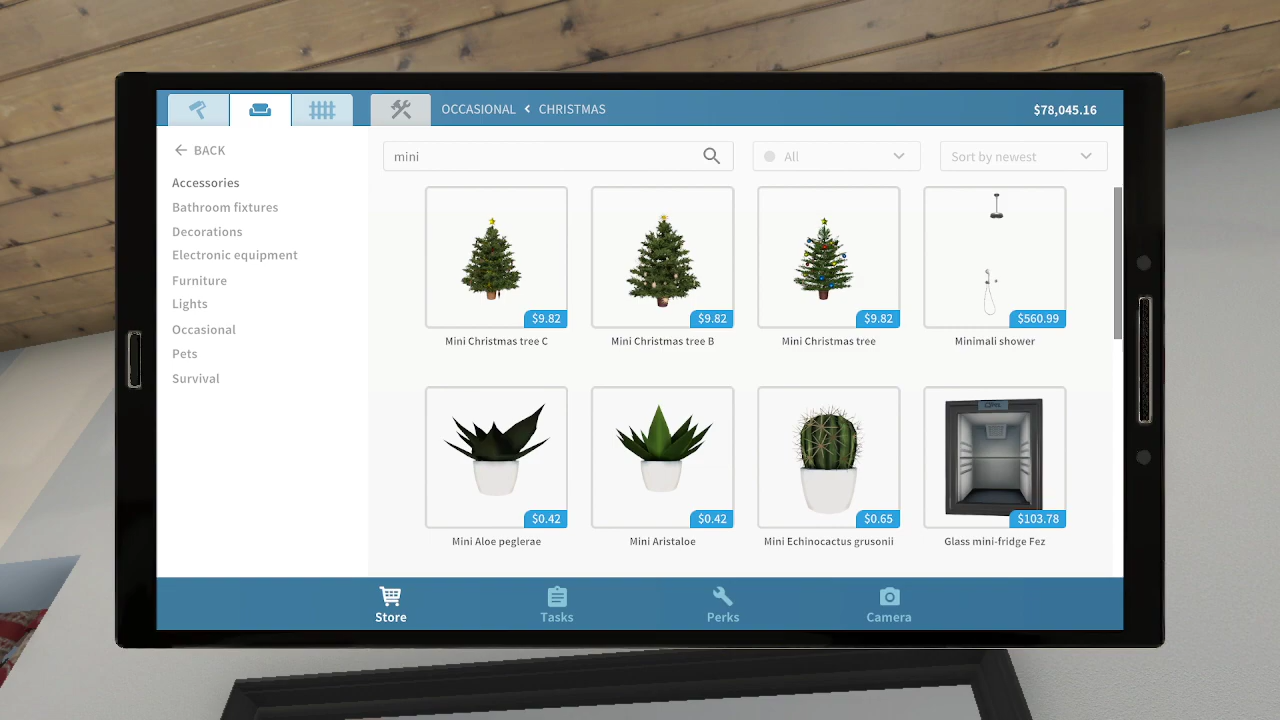 OCCASIONAL < CHRISTMAS
$78,045.16
BACK
mini
All
Sort by newest
Accessories
Bathroom fixtures
Decorations
Electronic equipment
Furniture
Lights
Occasional
Pets
Survival
$9.82
$9.82
$9.82
$560.99
Mini Christmas tree C
Mini Christmas tree B
Mini Christmas tree
Minimali shower
$0.42
$0.42
$0.65
$103.78
Mini Aloe peglerae
Mini Aristaloe
Mini Echinocactus grusonii
Glass mini-fridge Fez
Store
Tasks
Perks
Camera